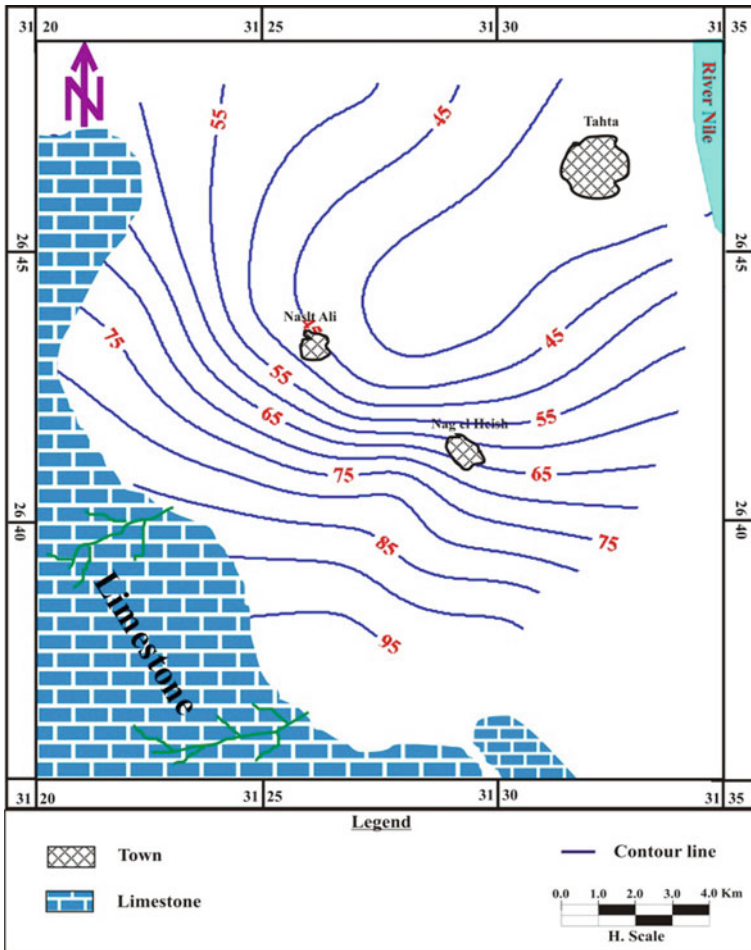 31 20 31 25 31 30 31 35
N
55
45
Tahta
River Nile
26 45
26 45
Naslt Ali
45
75
55
45
65
55
Nag el Heish
75
65
26 40
85
75
26 40
Limestone
95
31 20 31 25 31 30 31 35
Legend
Town
Contour line
Limestone
0.0 1.0 2.0 3.0 4.0 Km
H. Scale